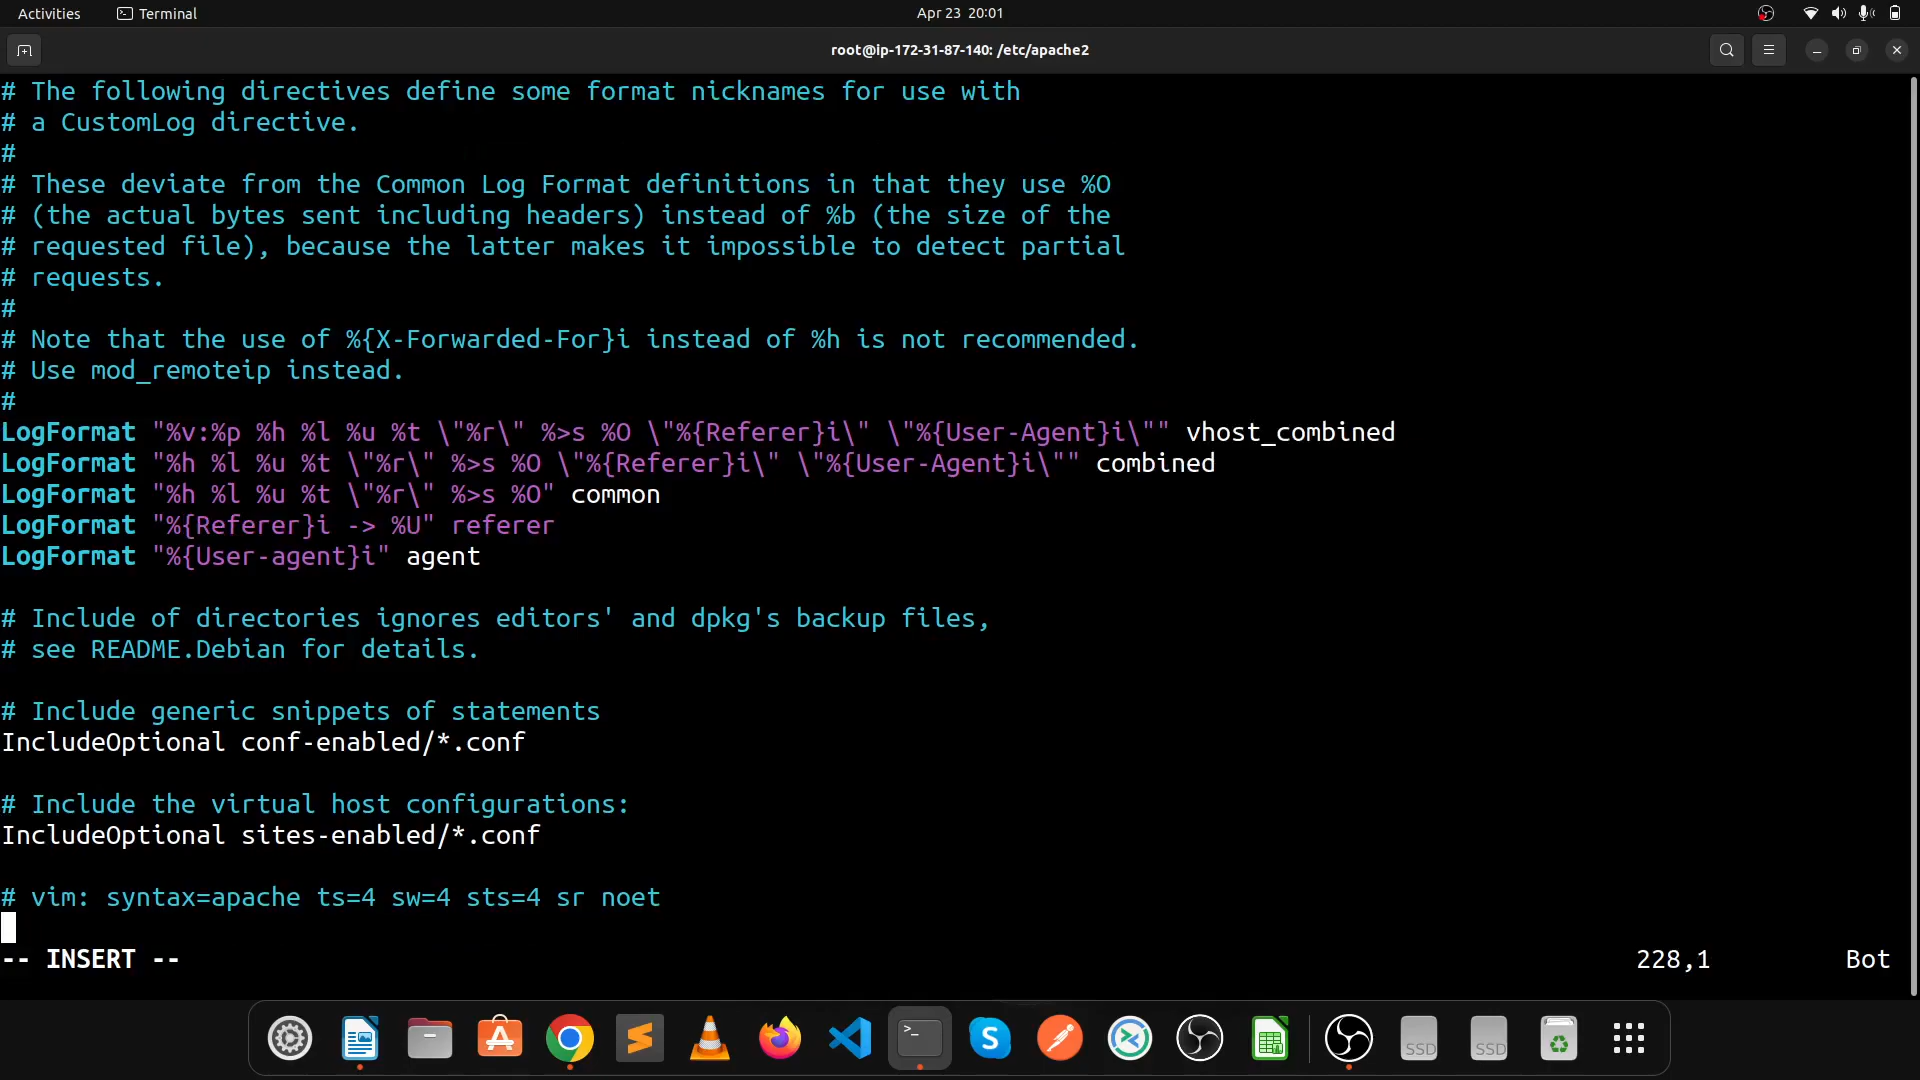 Activities
Terminal
Apr 23 20:01
root@ip-172-31-87-140: /etc/apache2
# The following directives define some format nicknames for use with
# a CustomLog directive.
#
# These deviate from the Common Log Format definitions in that they use %O
# (the actual bytes sent including headers) instead of %b (the size of the
# requested file), because the latter makes it impossible to detect partial
# requests.
#
# Note that the use of %{X-Forwarded-For}i instead of %h is not recommended.
# Use mod_remoteip instead.
#
LogFormat "%v:%p %h %l %u %t \"%r\" %>s %O \"%{Referer}i\" \"%{User-Agent}i\"" vhost_combined
LogFormat "%h %l %u %t \"%r\" %>s %O \"%{Referer}i\" \"%{User-Agent}i\"" combined
LogFormat "%h %l %u %t \"%r\" %>s %O" common
LogFormat "%{Referer}i -> %U" referer
LogFormat "%{User-agent}i" agent
# Include of directories ignores editors' and dpkg's backup files,
# see README.Debian for details.
# Include generic snippets of statements
IncludeOptional conf-enabled/*.conf
# Include the virtual host configurations:
IncludeOptional sites-enabled/*.conf
# vim: syntax=apache ts=4 sw=4 sts=4 sr noet
-- INSERT --
228,1
Bot
SSD
SSD